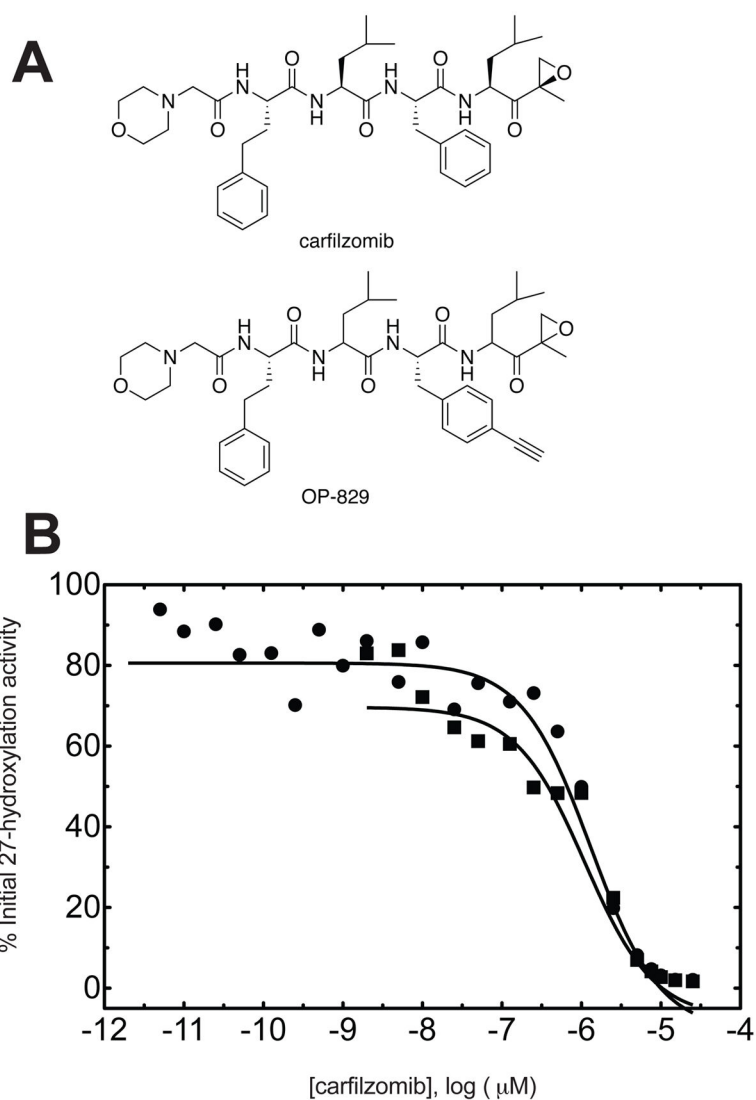 A
O
O
H
N
H
N
H
N
O
N
N
H
O
N
H
O
O
O
carfilzomib
O
O
H
N
H
N
H
N
O
N
N
H
O
N
H
O
O
O
OP-829
B
100
80
60
40
20
0
% Initial 27-hydroxylation activity
-12 -11 -10 -9 -8 -7 -6 -5 -4
[carfilzomib], log ( μM)